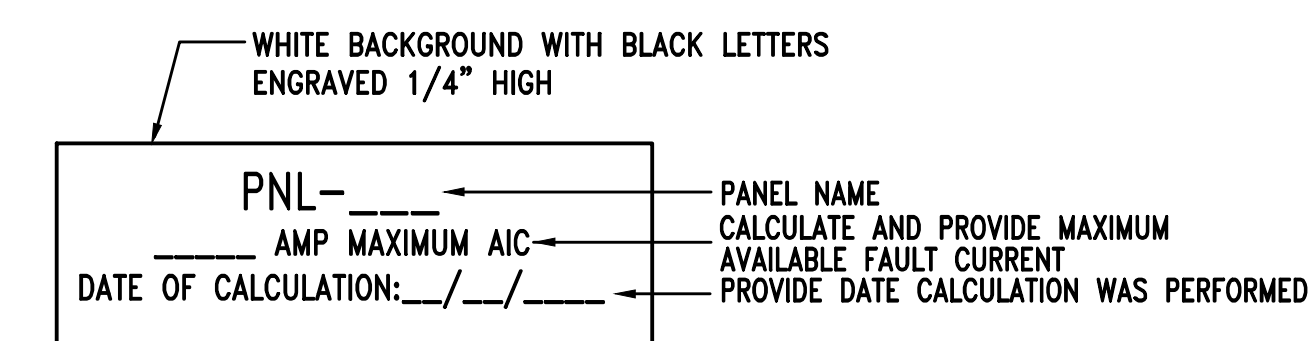 WHITE BACKGROUND WITH BLACK LETTERS
ENGRAVED 1/4” HIGH
PNL-___
_____ AMP MAXIMUM AIC
DATE OF CALCULATION:__/__/____
PANEL NAME
CALCULATE AND PROVIDE MAXIMUM
AVAILABLE FAULT CURRENT
PROVIDE DATE CALCULATION WAS PERFORMED